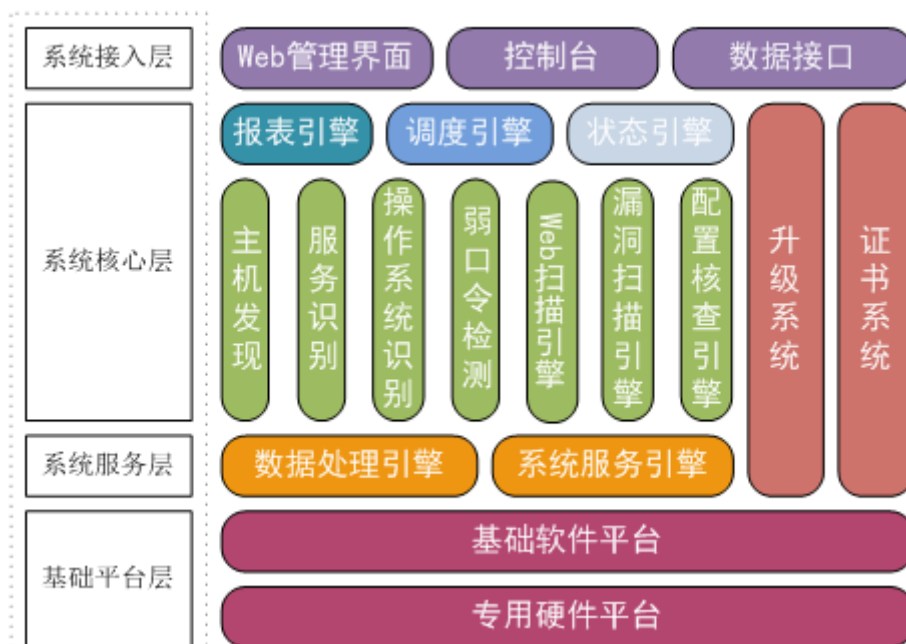 系统接入层
Web管理界面
控制台
数据接口
系统核心层
报表引擎
调度引擎
状态引擎
主机发现
服务识别
操作系统识别
弱口令检测
Web扫描引擎
漏洞扫描引擎
配置核查引擎
升级系统
证书系统
系统服务层
数据处理引擎
系统服务引擎
基础平台层
基础软件平台
专用硬件平台